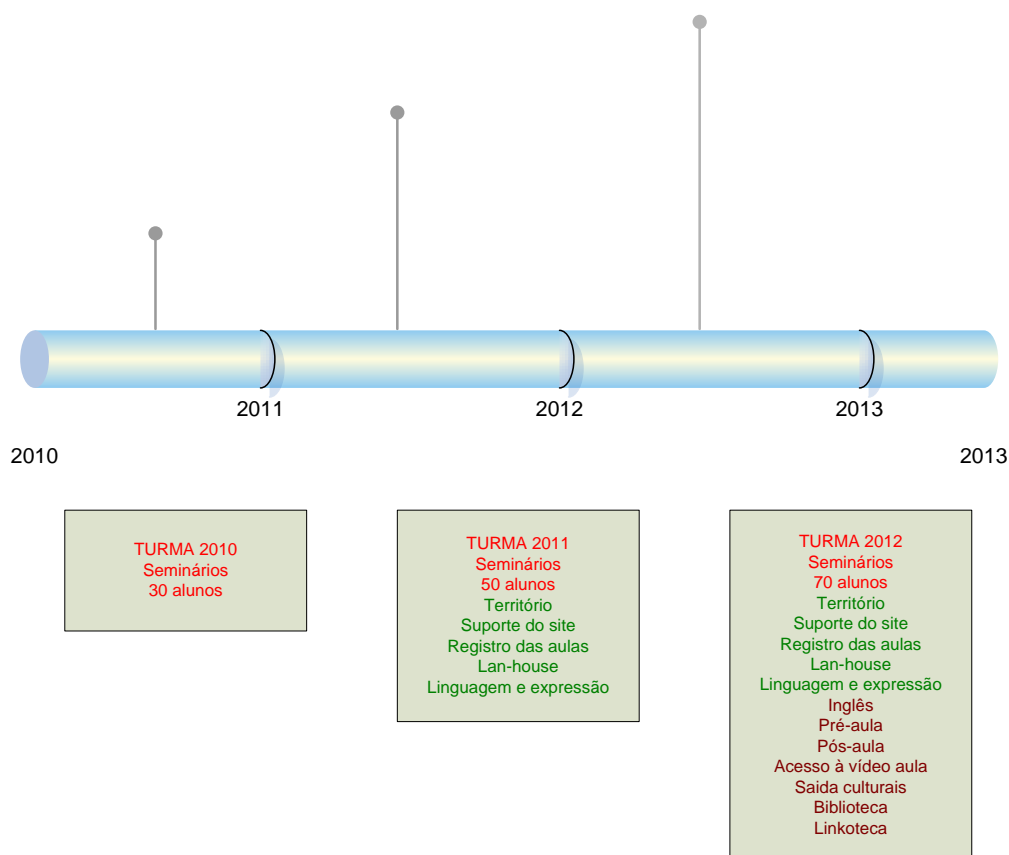 2011
2012
2013
2010
2013
TURMA 2010
Seminários
30 alunos
TURMA 2011
Seminários
50 alunos
Território
Suporte do site
Registro das aulas
Lan-house
Linguagem e expressão
TURMA 2012
Seminários
70 alunos
Território
Suporte do site
Registro das aulas
Lan-house
Linguagem e expressão
Inglês
Pré-aula
Pós-aula
Acesso à vídeo aula
Saida culturais
Biblioteca
Linkoteca